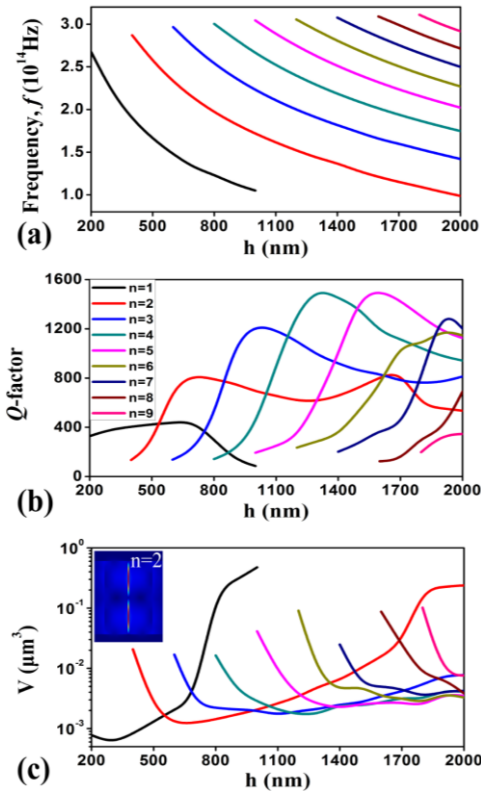 Frequency, f (10¹⁴Hz)
3.0
2.5
2.0
1.5
1.0
200 500 800 1100 1400 1700 2000
(a)
h (nm)
Q-factor
1600
1200
800
400
0
n=1
n=2
n=3
n=4
n=5
n=6
n=7
n=8
n=9
200 500 800 1100 1400 1700 2000
(b)
h (nm)
V (μm³)
10⁰
10⁻¹
10⁻²
10⁻³
n=2
200 500 800 1100 1400 1700 2000
(c)
h (nm)